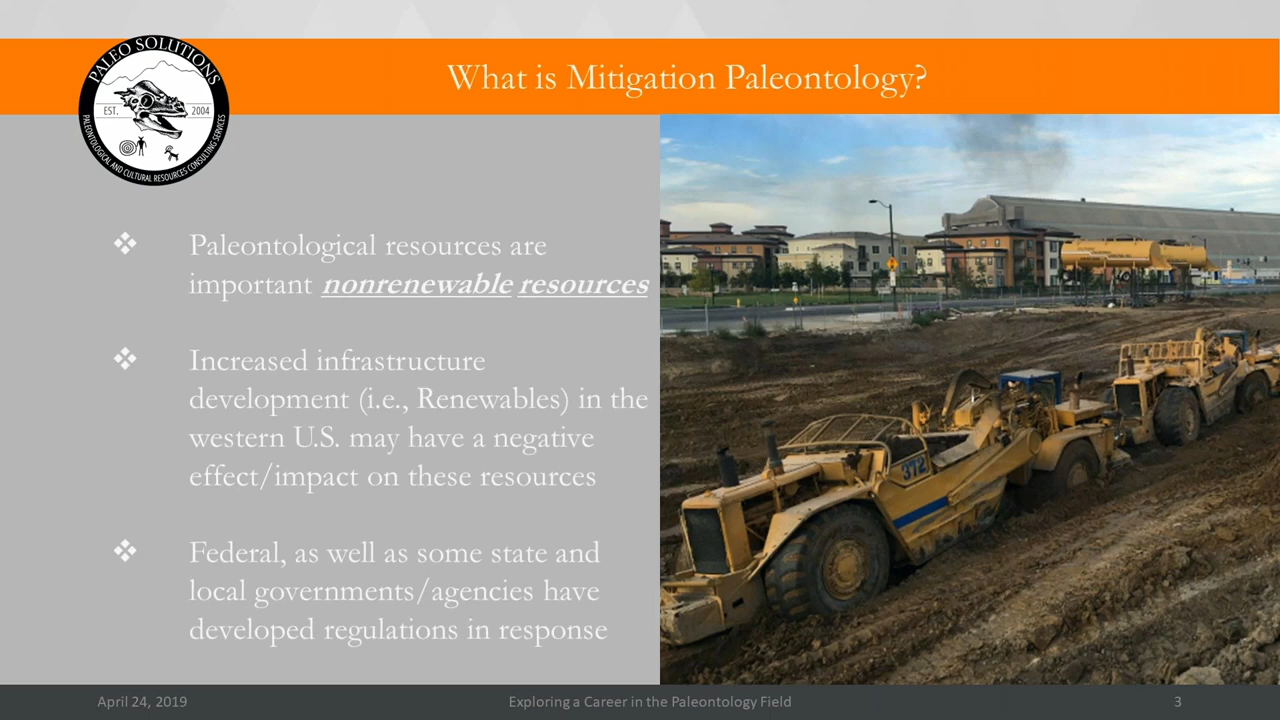 PALEO SOLUTIONS
EST. 2004
PALEONTOLOGICAL AND CULTURAL RESOURCES CONSULTING SERVICES
What is Mitigation Paleontology?
❖ Paleontological resources are
important nonrenewable resources
❖ Increased infrastructure
development (i.e., Renewables) in the
western U.S. may have a negative
effect/impact on these resources
❖ Federal, as well as some state and
local governments/agencies have
developed regulations in response
372
April 24, 2019
Exploring a Career in the Paleontology Field
3